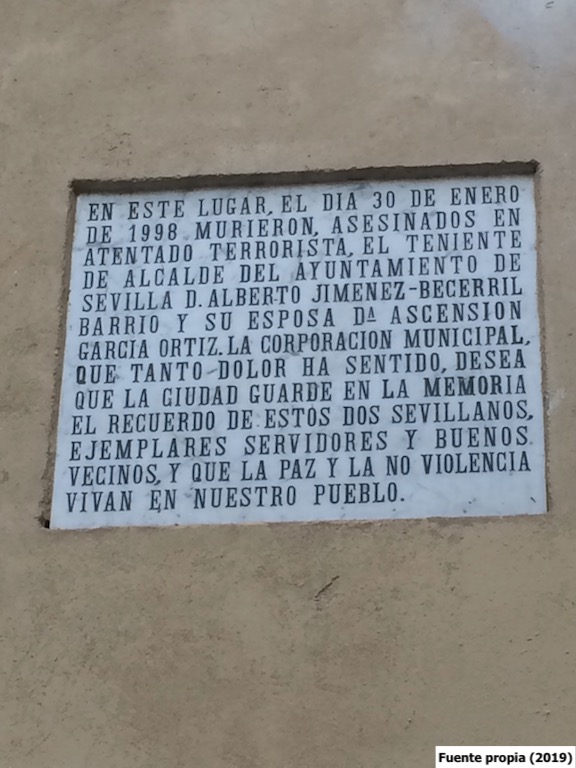 EN ESTE LUGAR, EL DIA 30 DE ENERO
DE 1998 MURIERON, ASESINADOS EN
ATENTADO TERRORISTA, EL TENIENTE
DE ALCALDE DEL AYUNTAMIENTO DE
SEVILLA D. ALBERTO JIMENEZ-BECERRIL
BARRIO Y SU ESPOSA Dª ASCENSION
GARCIA ORTIZ. LA CORPORACION MUNICIPAL,
QUE TANTO DOLOR HA SENTIDO, DESEA
QUE LA CIUDAD GUARDE EN LA MEMORIA
EL RECUERDO DE ESTOS DOS SEVILLANOS,
EJEMPLARES SERVIDORES Y BUENOS
VECINOS, Y QUE LA PAZ Y LA NO VIOLENCIA
VIVAN EN NUESTRO PUEBLO.
Fuente propia (2019)